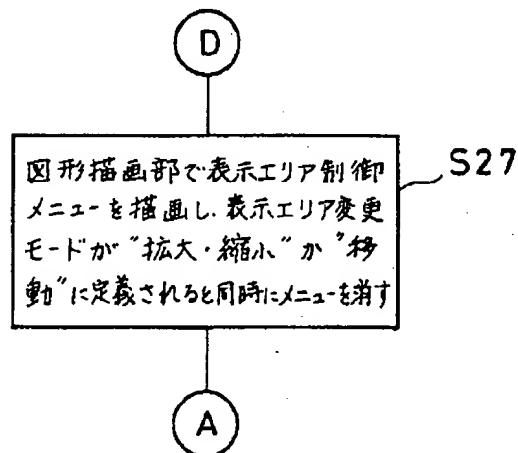 D
図形描画部で表示エリア制御
メニューを描画し、表示エリア変更
モードが"拡大・縮小"か"移
動"に定義されると同時にメニューを消す
S27
A